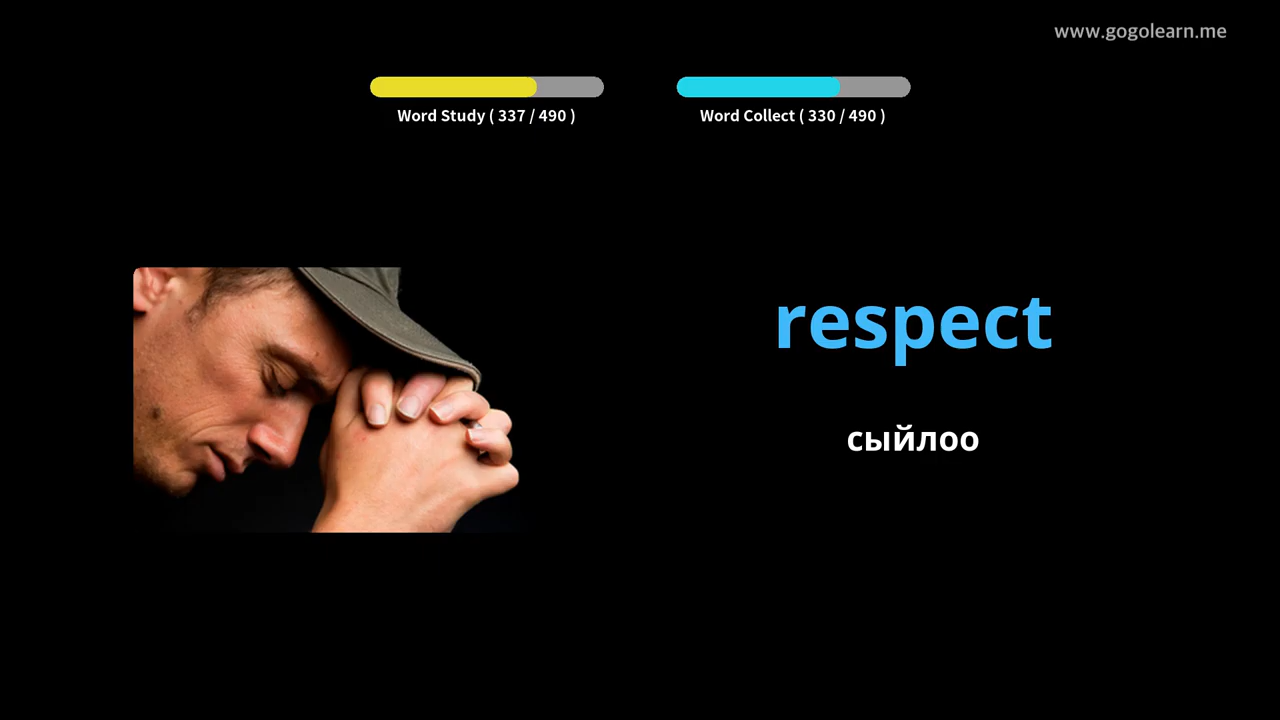 www.gogolearn.me
Word Study ( 337 / 490 )
Word Collect ( 330 / 490 )
respect
сыйлоо